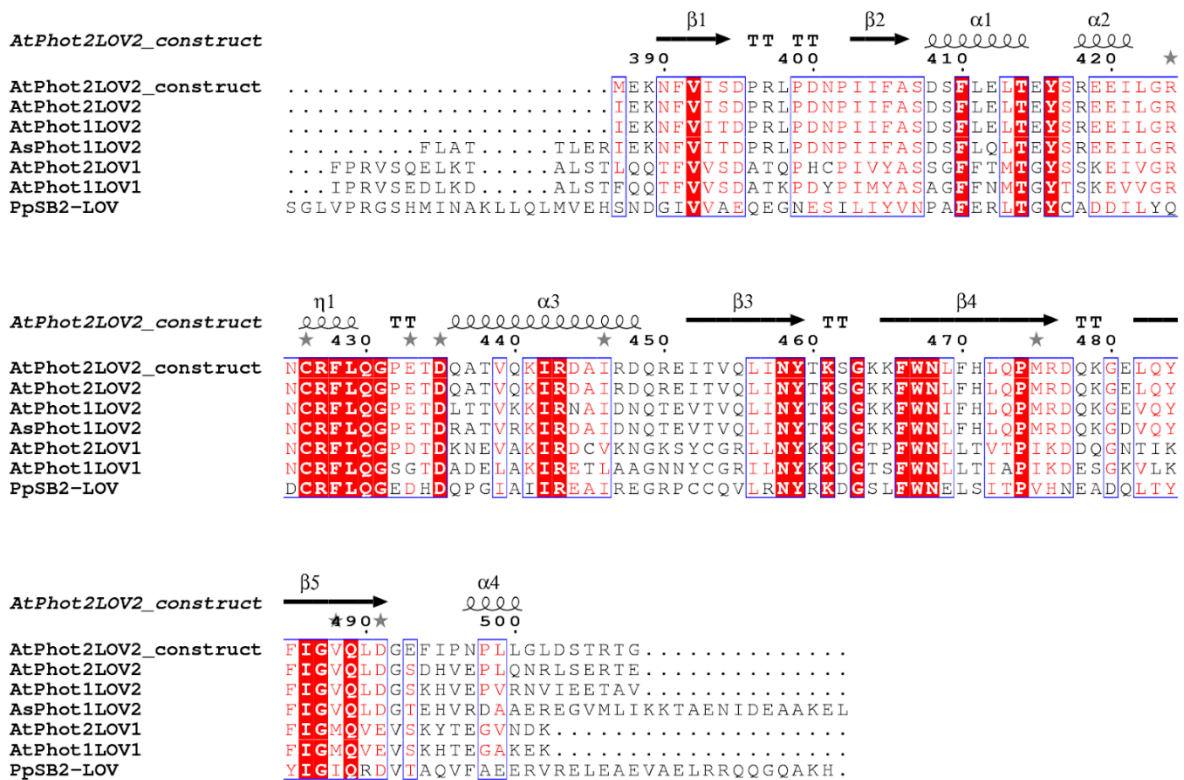 β1 β2 α1 α2
AtPhot2LOV2_construct TT TT
390 400 410 420
AtPhot2LOV2_construct ......................MEKNFVISDPRLPDNPIIFASDSFLELTEYSREEILGR
AtPhot2LOV2 ......................IEKNFVISDPRLPDNPIIFASDSFLELTEYSREEILGR
AtPhot1LOV2 ......................IEKNFVITDPRLPDNPIIFASDSFLELTEYSREEILGR
AsPhot1LOV2 .........FLAT.....TLERIEKNFVITDPRLPDNPIIFASDSFLQLTEYSREEILGR
AtPhot2LOV1 ...FPRVSQELKT.....ALSTLQQTFVVSDATQPHCPIVYASSGFFTMTGYSSKEIVGR
AtPhot1LOV1 ...IPRVSEDLKD.....ALSTFQQTFVVSDATKPDYPIMYASAGFFNMTGYTSKEVVGR
PpSB2-LOV SGLVPRGSHMINAKLLQLMVEHSNDGIVVAEQEGNESILIYVNPAFERLTGYCADDILYQ
η1 α3 β3 β4
AtPhot2LOV2_construct TT TT TT
430 440 450 460 470 480
AtPhot2LOV2_construct NCRFLQGPETDQATVQKIRDAIRDQREITVQLINYTKSGKKFWNLFHLQPMRDQKGELQY
AtPhot2LOV2 NCRFLQGPETDQATVQKIRDAIRDQREITVQLINYTKSGKKFWNLFHLQPMRDQKGELQY
AtPhot1LOV2 NCRFLQGPETDLTTVKKIRNAIDNQTEVTVQLINYTKSGKKFWNIFHLQPMRDQKGEVQY
AsPhot1LOV2 NCRFLQGPETDRATVRKIRDAIDNQTEVTVQLINYTKSGKKFWNLFHLQPMRDQKGDVQY
AtPhot2LOV1 NCRFLQGPDTDKNEVAKIRDCVKNGKSYCGRLLNYKKDGTPFWNLLTVTPIKDDQGNTIK
AtPhot1LOV1 NCRFLQGSGTDADELAKIRETLAAGNNYCGRILNYKKDGTSFWNLLTIAPIKDESGKVLK
PpSB2-LOV DCRFLQGEDHDQPGIAIIREAIREGRPCCQVLRNYRKDGSLFWNELSITPVHNEADQLTY
β5 α4
AtPhot2LOV2_construct
490 500
AtPhot2LOV2_construct FIGVQLDGEFIPNPLLGLDSTRTG..............
AtPhot2LOV2 FIGVQLDGSDHVEPLQNRLSERTE..............
AtPhot1LOV2 FIGVQLDGSKHVEPVRNVIEETAV..............
AsPhot1LOV2 FIGVQLDGTEHVRDAAEREGVMLIKKTAENIDEAAKEL
AtPhot2LOV1 FIGMQVEVSKYTEGVNDK....................
AtPhot1LOV1 FIGMQVEVSKHTEGAKEK....................
PpSB2-LOV YIGIQRDVTAQVFAEERVRELEAEVAELRRQQGQAKH.